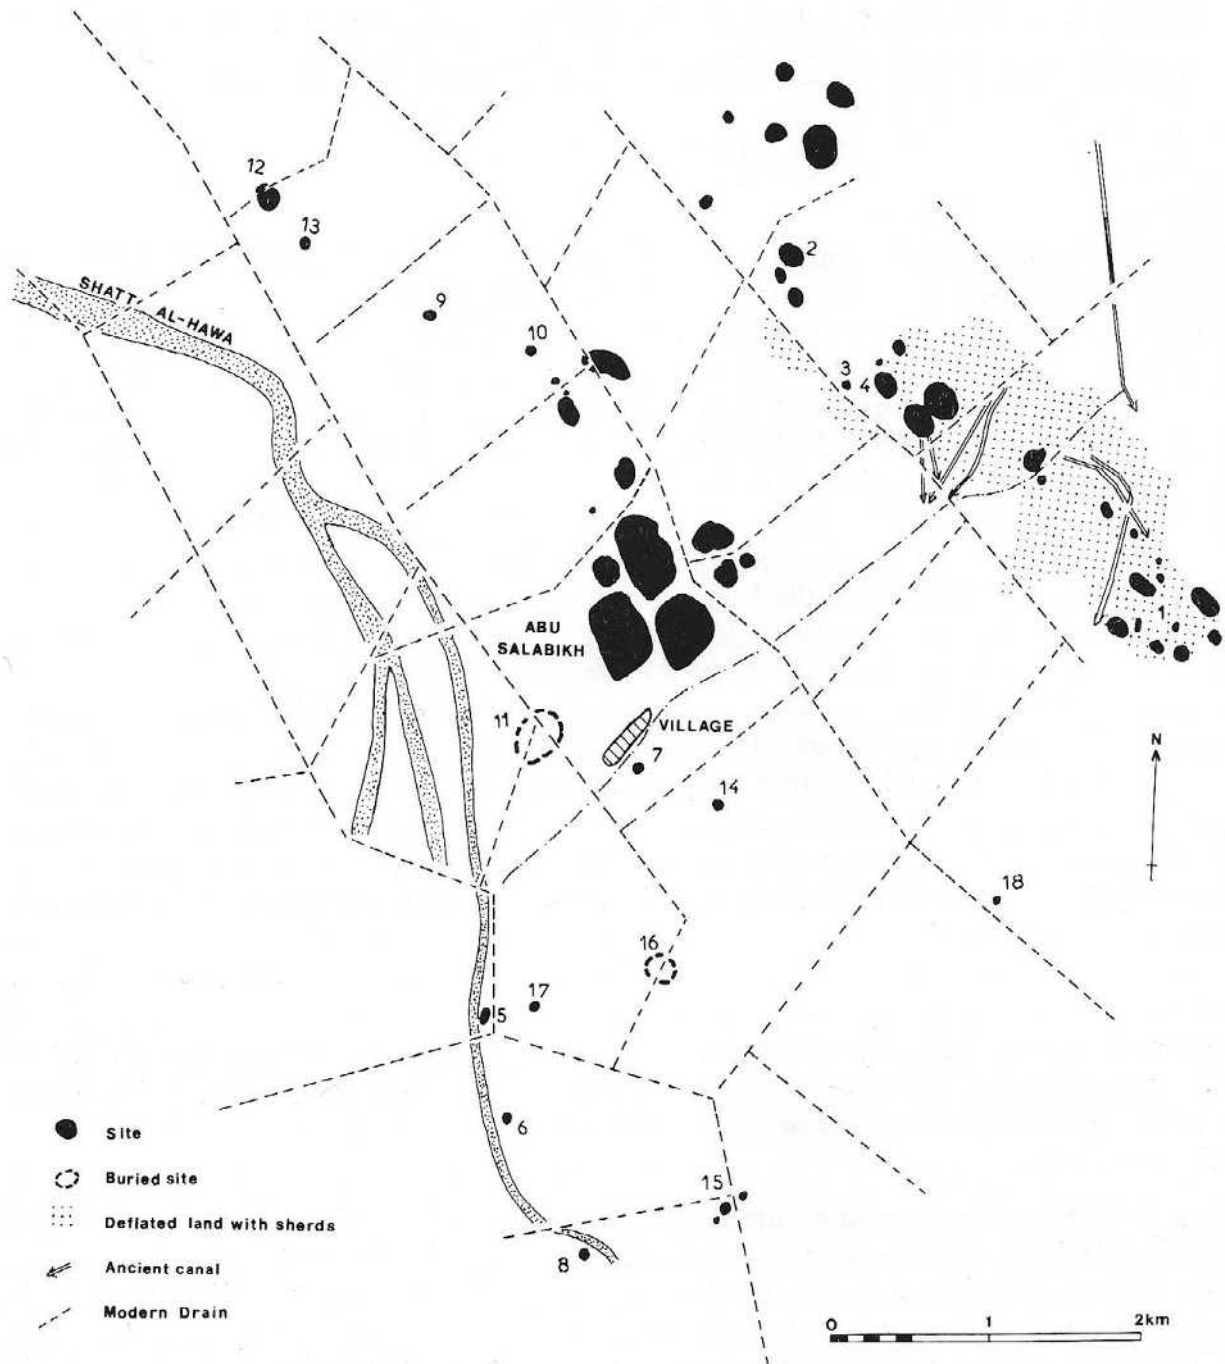 12
13
2
SHATT
AL-HAWA
9
10
3
4
1
ABU
SALABIKH
11
VILLAGE
7
14
N
18
16
17
5
6
15
8
Site
Buried site
Deflated land with sherds
Ancient canal
Modern Drain
0 1 2km